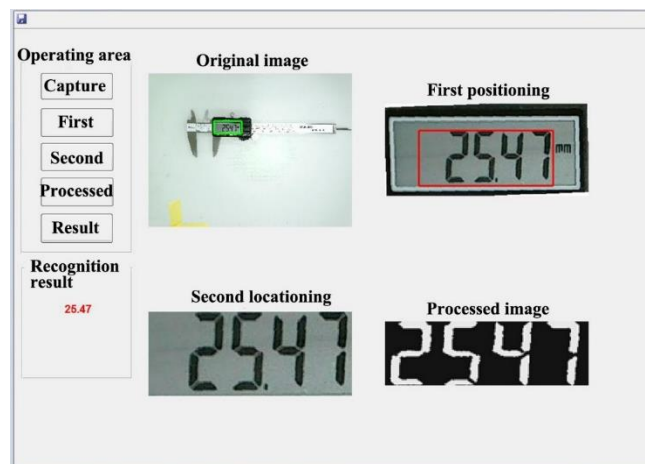 Operating area
Capture
First
Second
Processed
Result
Recognition
result
25.47
Original image
First positioning
25.47 mm
Second locationing
25.47
Processed image
2547